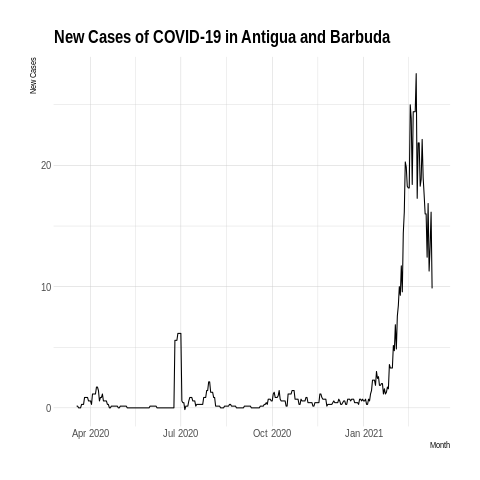 New Cases of COVID-19 in Antigua and Barbuda
New Cases
20
10
0
Apr 2020 Jul 2020 Oct 2020 Jan 2021
Month